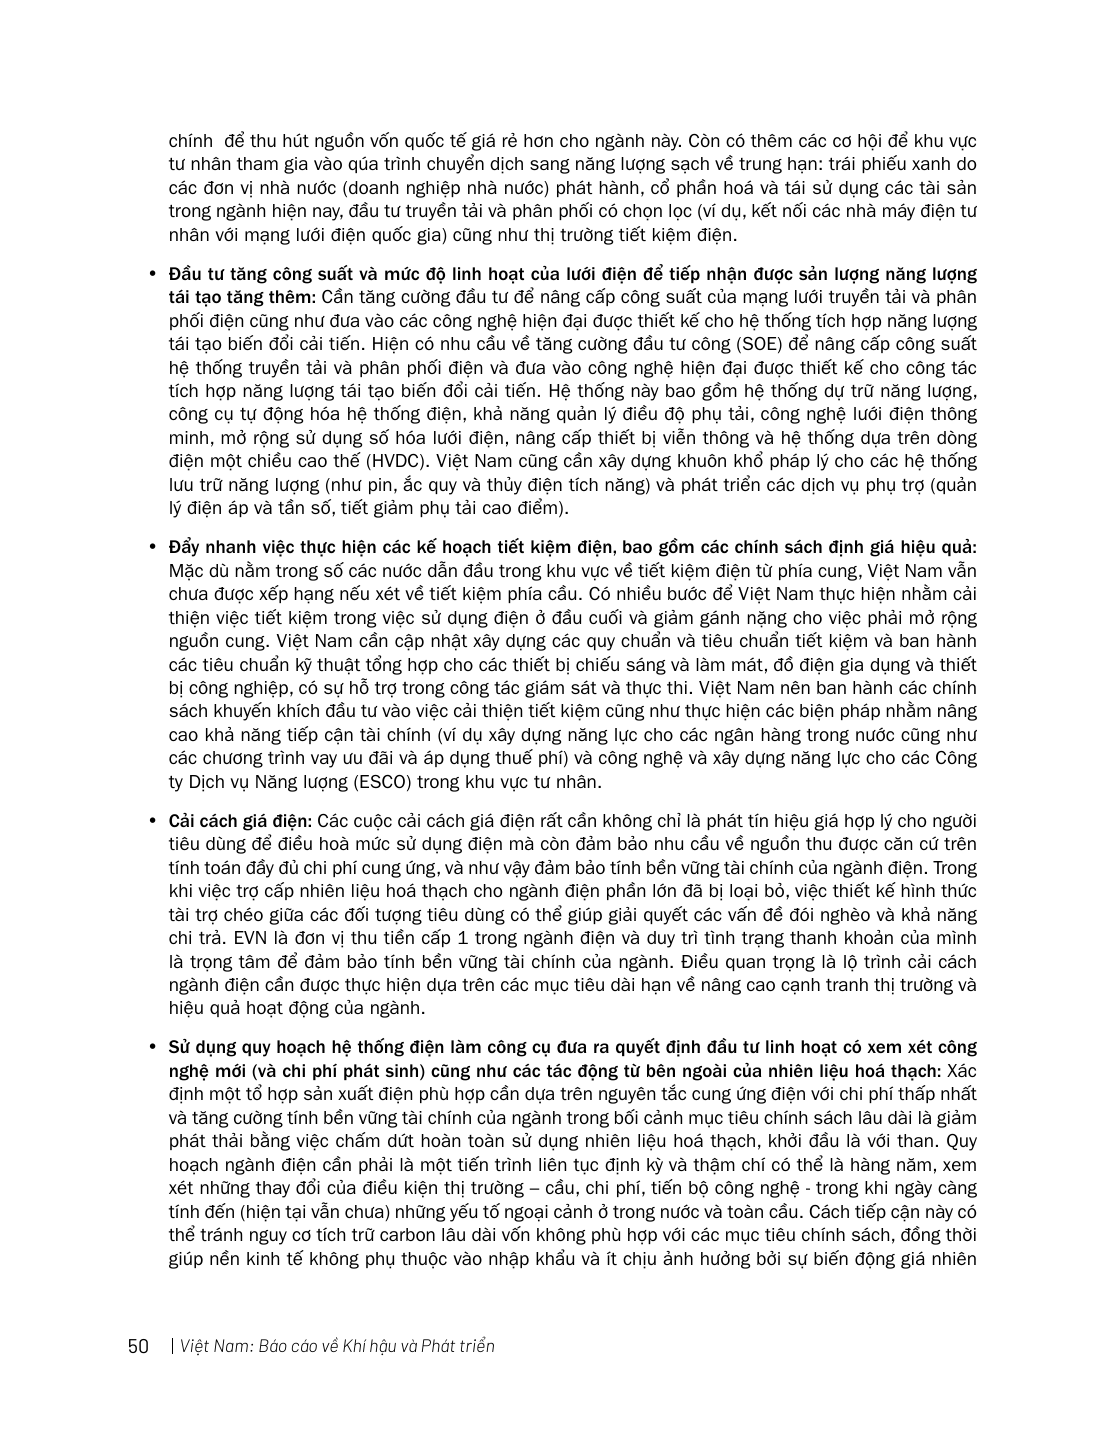 chính  để thu hút nguồn vốn quốc tế giá rẻ hơn cho ngành này. Còn có thêm các cơ hội để khu vực
tư nhân tham gia vào qúa trình chuyển dịch sang năng lượng sạch về trung hạn: trái phiếu xanh do
các đơn vị nhà nước (doanh nghiệp nhà nước) phát hành, cổ phần hoá và tái sử dụng các tài sản
trong ngành hiện nay, đầu tư truyền tải và phân phối có chọn lọc (ví dụ, kết nối các nhà máy điện tư
nhân với mạng lưới điện quốc gia) cũng như thị trường tiết kiệm điện.
• Đầu tư tăng công suất và mức độ linh hoạt của lưới điện để tiếp nhận được sản lượng năng lượng
tái tạo tăng thêm: Cần tăng cường đầu tư để nâng cấp công suất của mạng lưới truyền tải và phân
phối điện cũng như đưa vào các công nghệ hiện đại được thiết kế cho hệ thống tích hợp năng lượng
tái tạo biến đổi cải tiến. Hiện có nhu cầu về tăng cường đầu tư công (SOE) để nâng cấp công suất
hệ thống truyền tải và phân phối điện và đưa vào công nghệ hiện đại được thiết kế cho công tác
tích hợp năng lượng tái tạo biến đổi cải tiến. Hệ thống này bao gồm hệ thống dự trữ năng lượng,
công cụ tự động hóa hệ thống điện, khả năng quản lý điều độ phụ tải, công nghệ lưới điện thông
minh, mở rộng sử dụng số hóa lưới điện, nâng cấp thiết bị viễn thông và hệ thống dựa trên dòng
điện một chiều cao thế (HVDC). Việt Nam cũng cần xây dựng khuôn khổ pháp lý cho các hệ thống
lưu trữ năng lượng (như pin, ắc quy và thủy điện tích năng) và phát triển các dịch vụ phụ trợ (quản
lý điện áp và tần số, tiết giảm phụ tải cao điểm).
• Đẩy nhanh việc thực hiện các kế hoạch tiết kiệm điện, bao gồm các chính sách định giá hiệu quả:
Mặc dù nằm trong số các nước dẫn đầu trong khu vực về tiết kiệm điện từ phía cung, Việt Nam vẫn
chưa được xếp hạng nếu xét về tiết kiệm phía cầu. Có nhiều bước để Việt Nam thực hiện nhằm cải
thiện việc tiết kiệm trong việc sử dụng điện ở đầu cuối và giảm gánh nặng cho việc phải mở rộng
nguồn cung. Việt Nam cần cập nhật xây dựng các quy chuẩn và tiêu chuẩn tiết kiệm và ban hành
các tiêu chuẩn kỹ thuật tổng hợp cho các thiết bị chiếu sáng và làm mát, đồ điện gia dụng và thiết
bị công nghiệp, có sự hỗ trợ trong công tác giám sát và thực thi. Việt Nam nên ban hành các chính
sách khuyến khích đầu tư vào việc cải thiện tiết kiệm cũng như thực hiện các biện pháp nhằm nâng
cao khả năng tiếp cận tài chính (ví dụ xây dựng năng lực cho các ngân hàng trong nước cũng như
các chương trình vay ưu đãi và áp dụng thuế phí) và công nghệ và xây dựng năng lực cho các Công
ty Dịch vụ Năng lượng (ESCO) trong khu vực tư nhân.
• Cải cách giá điện: Các cuộc cải cách giá điện rất cần không chỉ là phát tín hiệu giá hợp lý cho người
tiêu dùng để điều hoà mức sử dụng điện mà còn đảm bảo nhu cầu về nguồn thu được căn cứ trên
tính toán đầy đủ chi phí cung ứng, và như vậy đảm bảo tính bền vững tài chính của ngành điện. Trong
khi việc trợ cấp nhiên liệu hoá thạch cho ngành điện phần lớn đã bị loại bỏ, việc thiết kế hình thức
tài trợ chéo giữa các đối tượng tiêu dùng có thể giúp giải quyết các vấn đề đói nghèo và khả năng
chi trả. EVN là đơn vị thu tiền cấp 1 trong ngành điện và duy trì tình trạng thanh khoản của mình
là trọng tâm để đảm bảo tính bền vững tài chính của ngành. Điều quan trọng là lộ trình cải cách
ngành điện cần được thực hiện dựa trên các mục tiêu dài hạn về nâng cao cạnh tranh thị trường và
hiệu quả hoạt động của ngành.
• Sử dụng quy hoạch hệ thống điện làm công cụ đưa ra quyết định đầu tư linh hoạt có xem xét công
nghệ mới (và chi phí phát sinh) cũng như các tác động từ bên ngoài của nhiên liệu hoá thạch: Xác
định một tổ hợp sản xuất điện phù hợp cần dựa trên nguyên tắc cung ứng điện với chi phí thấp nhất
và tăng cường tính bền vững tài chính của ngành trong bối cảnh mục tiêu chính sách lâu dài là giảm
phát thải bằng việc chấm dứt hoàn toàn sử dụng nhiên liệu hoá thạch, khởi đầu là với than. Quy
hoạch ngành điện cần phải là một tiến trình liên tục định kỳ và thậm chí có thể là hàng năm, xem
xét những thay đổi của điều kiện thị trường – cầu, chi phí, tiến bộ công nghệ - trong khi ngày càng
tính đến (hiện tại vẫn chưa) những yếu tố ngoại cảnh ở trong nước và toàn cầu. Cách tiếp cận này có
thể tránh nguy cơ tích trữ carbon lâu dài vốn không phù hợp với các mục tiêu chính sách, đồng thời
giúp nền kinh tế không phụ thuộc vào nhập khẩu và ít chịu ảnh hưởng bởi sự biến động giá nhiên
50 | Việt Nam: Báo cáo về Khí hậu và Phát triển